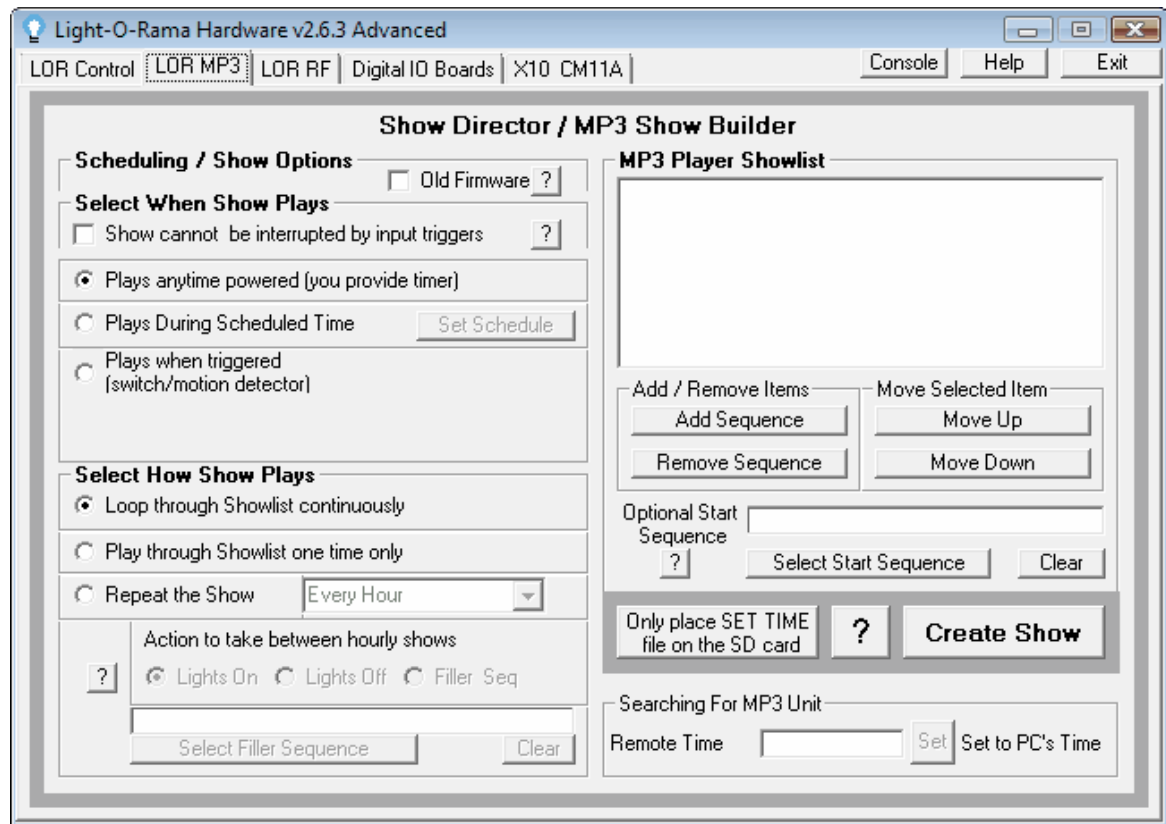 Light-O-Rama Hardware v2.6.3 Advanced
LOR Control LOR MP3 LOR RF Digital IO Boards X10 CM11A Console Help Exit
Show Director / MP3 Show Builder
Scheduling / Show Options
Old Firmware ?
Select When Show Plays
Show cannot be interrupted by input triggers ?
Plays anytime powered (you provide timer)
Plays During Scheduled Time Set Schedule
Plays when triggered
(switch/motion detector)
Select How Show Plays
Loop through Showlist continuously
Play through Showlist one time only
Repeat the Show Every Hour
Action to take between hourly shows
? Lights On Lights Off Filler Seq
Select Filler Sequence Clear
MP3 Player Showlist
Add / Remove Items Move Selected Item
Add Sequence Move Up
Remove Sequence Move Down
Optional Start
Sequence
? Select Start Sequence Clear
Only place SET TIME
file on the SD card
? Create Show
Searching For MP3 Unit
Remote Time Set Set to PC's Time